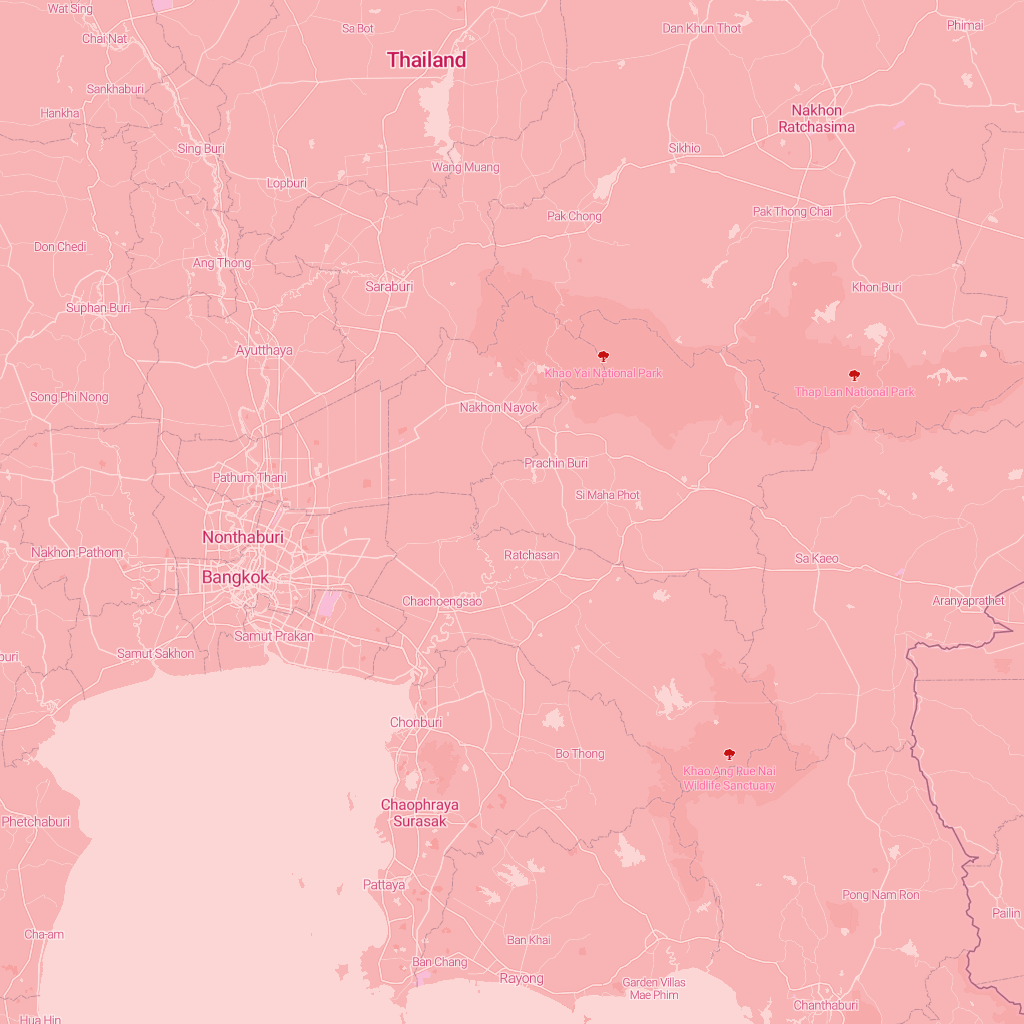 Wat Sing
Sa Bot
Dan Khun Thot
Phimai
Chai Nat
Thailand
Sankhaburi
Hankha
Nakhon
Ratchasima
Sing Buri
Sikhio
Wang Muang
Lopburi
Pak Chong
Pak Thong Chai
Don Chedi
Ang Thong
Saraburi
Khon Buri
Suphan Buri
Ayutthaya
Khao Yai National Park
Thap Lan National Park
Song Phi Nong
Nakhon Nayok
Prachin Buri
Pathum Thani
Si Maha Phot
Nonthaburi
Nakhon Pathom
Ratchasan
Sa Kaeo
Bangkok
Chachoengsao
Aranyaprathet
Samut Prakan
Samut Sakhon
buri
Chonburi
Bo Thong
Khao Ang Rue Nai
Wildlife Sanctuary
Chaophraya
Surasak
Phetchaburi
Pattaya
Pong Nam Ron
Pailin
Cha-am
Ban Khai
Ban Chang
Rayong
Garden Villas
Mae Phim
Chanthaburi
Hua Hin